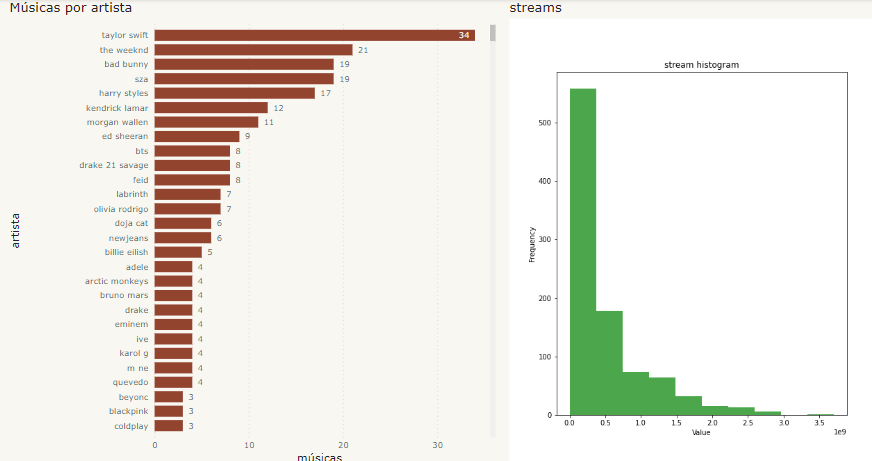 Músicas por artista
artista
taylor swift 34
the weeknd 21
bad bunny 19
sza 19
harry styles 17
kendrick lamar 12
morgan wallen 11
ed sheeran 9
bts 8
drake 21 savage 8
feid 8
labrinth 7
olivia rodrigo 7
doja cat 6
newjeans 6
billie eilish 5
adele 4
arctic monkeys 4
bruno mars 4
drake 4
eminem 4
ive 4
karol g 4
m ne 4
quevedo 4
beyonc 3
blackpink 3
coldplay 3
0 10 20 30
músicas
streams
stream histogram
Frequency
500
400
300
200
100
0
0.0 0.5 1.0 1.5 2.0 2.5 3.0 3.5
1e9
Value